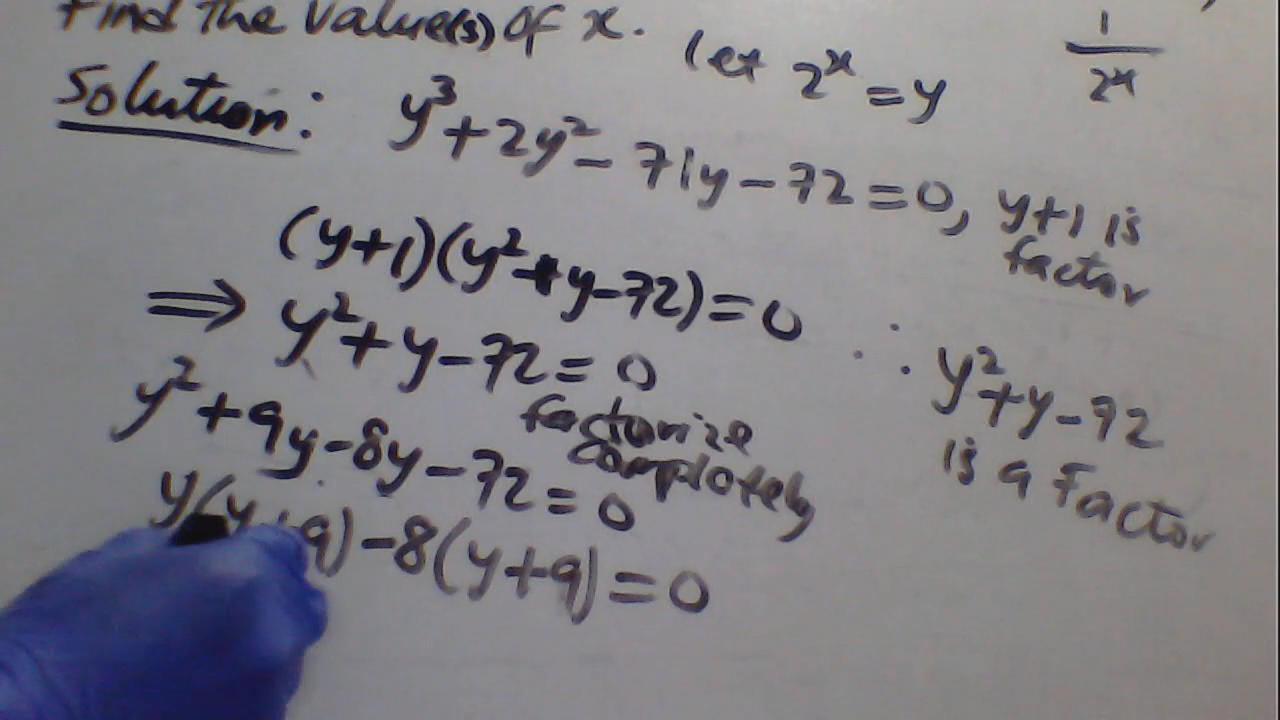 Find the value(s) of x.
let 2^x = y
1/2^x
Solution:
y³+2y²-71y-72=0, y+1 is factor
(y+1)(y²+y-72)=0
⇒ y²+y-72=0
∴ y²+y-72
is a Factor
factorize
completely
y²+9y-8y-72=0
y(y+9)-8(y+9)=0